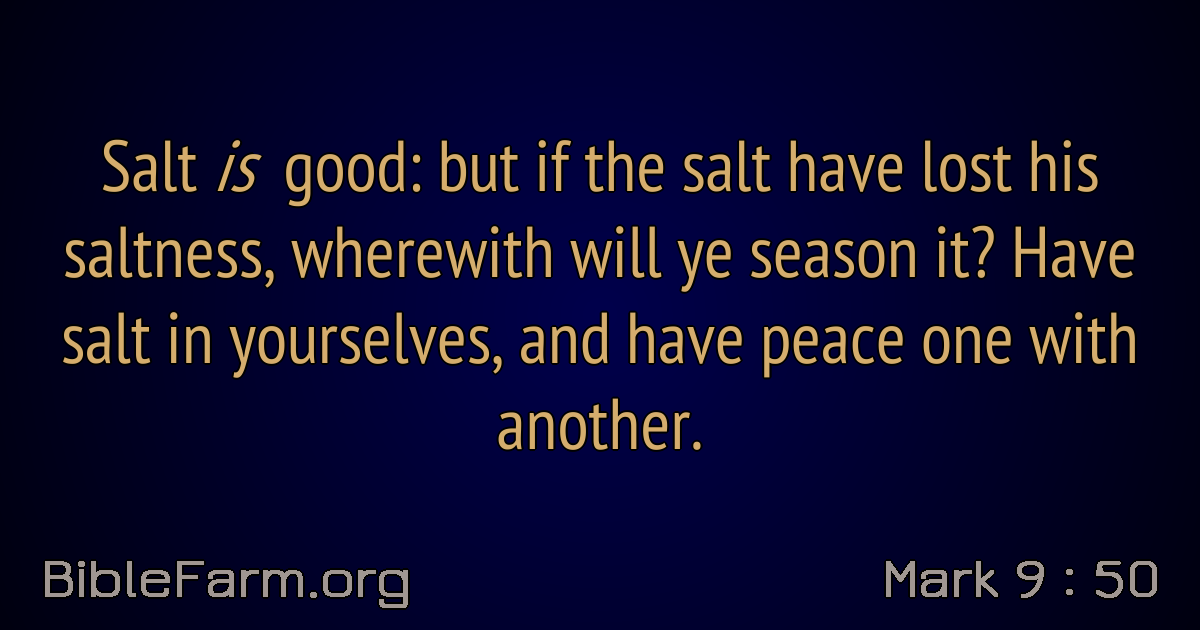 Salt is good: but if the salt have lost his
saltness, wherewith will ye season it? Have
salt in yourselves, and have peace one with
another.
BibleFarm.org
Mark 9 : 50